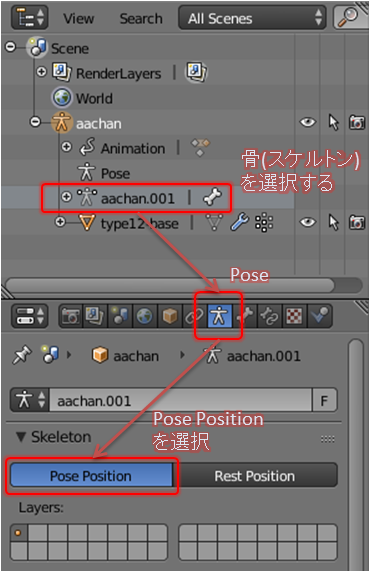 View Search All Scenes
Scene
RenderLayers
World
aachan
Animation
Pose
aachan.001
type12-base
骨(スケルトン)
を選択する
Pose
aachan
aachan.001
aachan.001 F
Pose Position
を選択
Skeleton
Pose Position Rest Position
Layers: